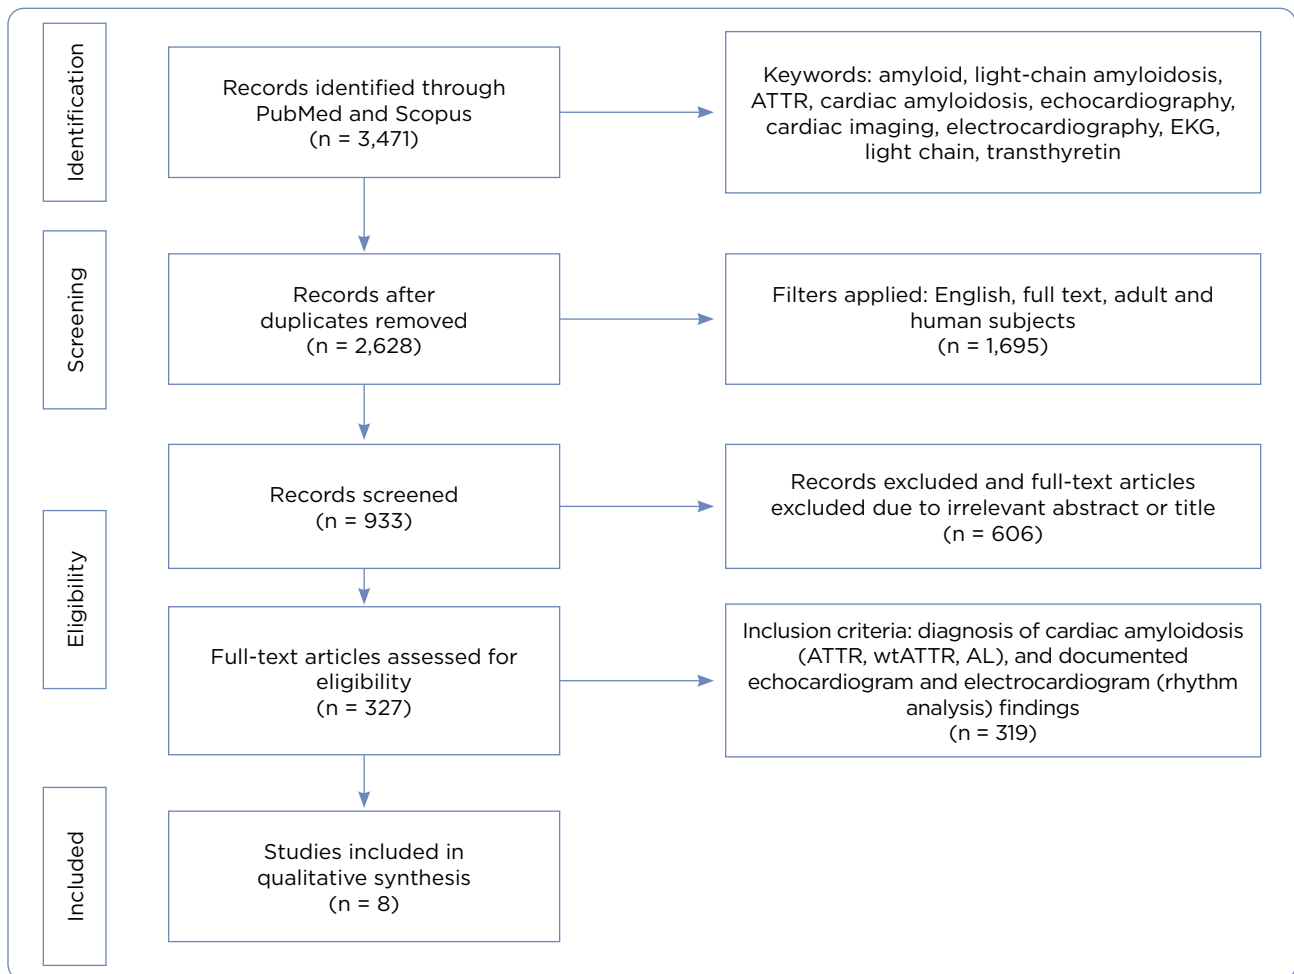 Identification
Records identified through
PubMed and Scopus
(n = 3,471)
Keywords: amyloid, light-chain amyloidosis,
ATTR, cardiac amyloidosis, echocardiography,
cardiac imaging, electrocardiography, EKG,
light chain, transthyretin
Screening
Records after
duplicates removed
(n = 2,628)
Filters applied: English, full text, adult and
human subjects
(n = 1,695)
Eligibility
Records screened
(n = 933)
Records excluded and full-text articles
excluded due to irrelevant abstract or title
(n = 606)
Full-text articles assessed for
eligibility
(n = 327)
Inclusion criteria: diagnosis of cardiac amyloidosis
(ATTR, wtATTR, AL), and documented
echocardiogram and electrocardiogram (rhythm
analysis) findings
(n = 319)
Included
Studies included in
qualitative synthesis
(n = 8)